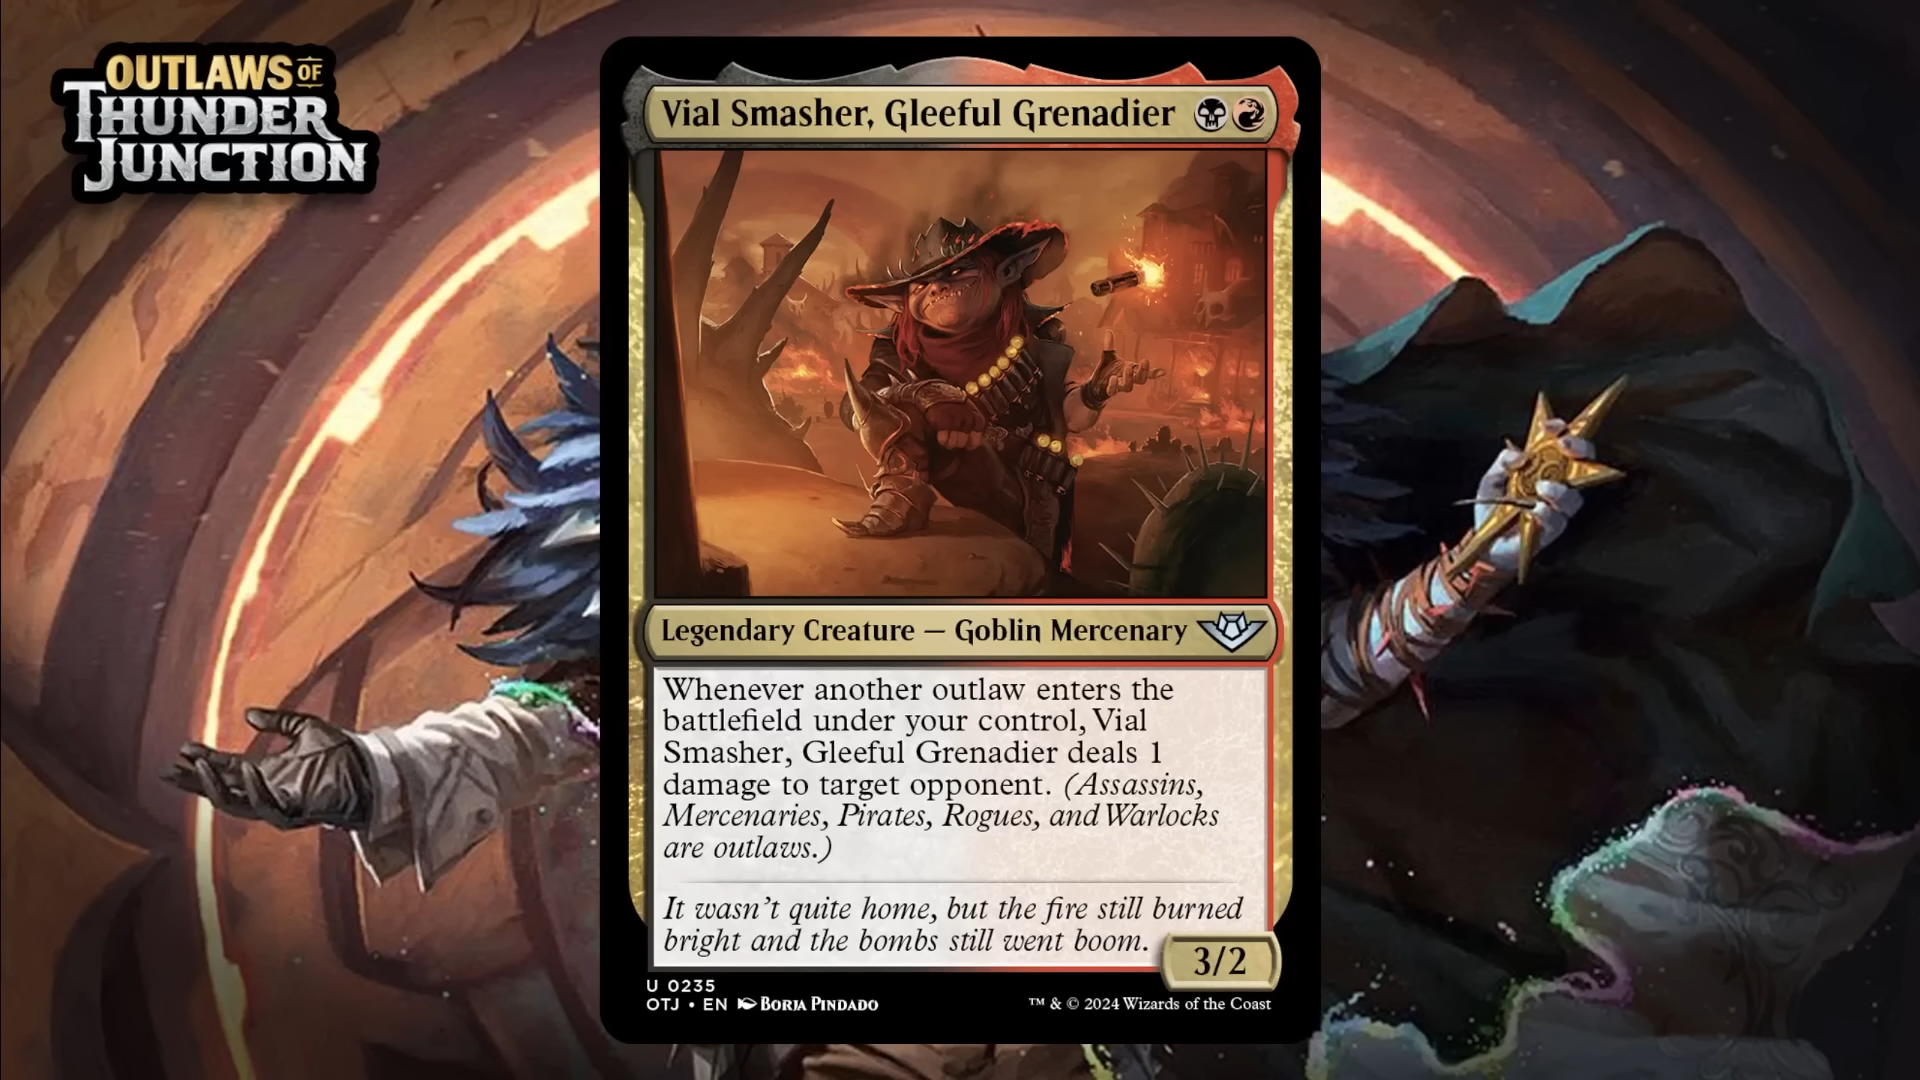 OUTLAWS OF
THUNDER
JUNCTION
Vial Smasher, Gleeful Grenadier
Legendary Creature — Goblin Mercenary
Whenever another outlaw enters the
battlefield under your control, Vial
Smasher, Gleeful Grenadier deals 1
damage to target opponent. (Assassins,
Mercenaries, Pirates, Rogues, and Warlocks
are outlaws.)
It wasn't quite home, but the fire still burned
bright and the bombs still went boom.
3/2
U 0235
OTJ • EN Borja Pindado
™ & © 2024 Wizards of the Coast